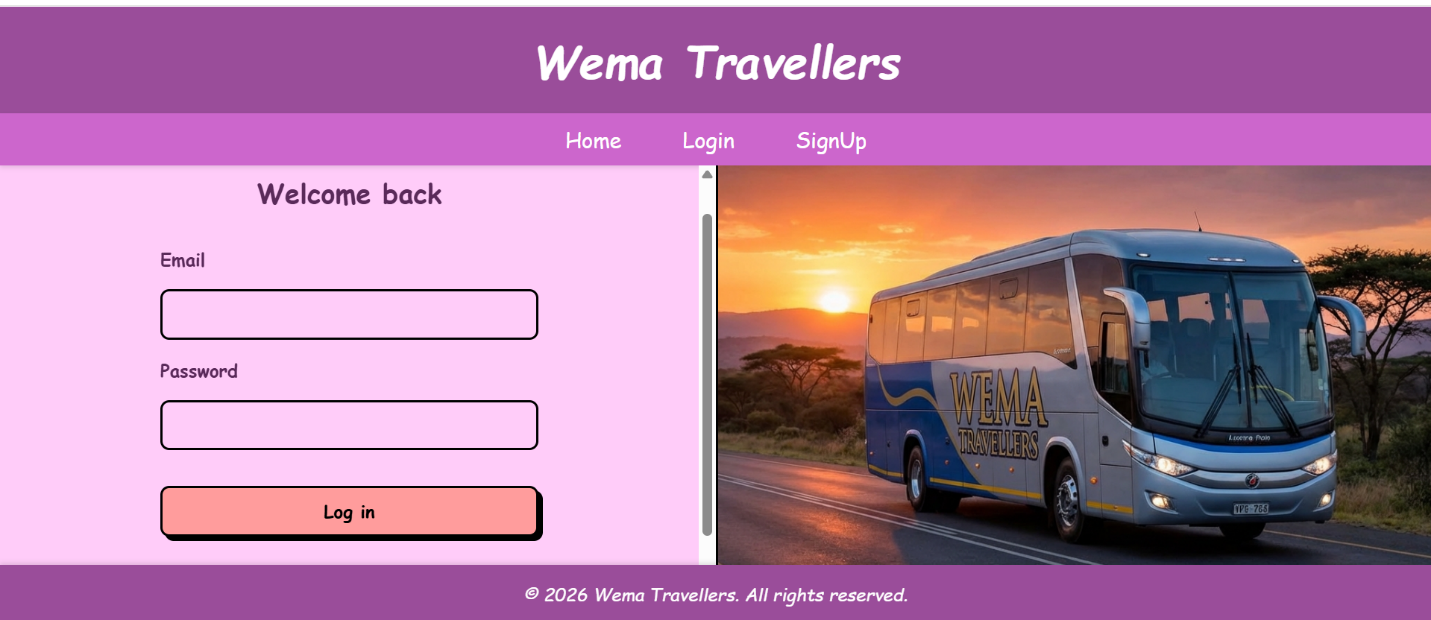 Wema Travellers
Home Login SignUp
Welcome back
Email
Password
Log in
WEMA
TRAVELLERS
© 2026 Wema Travellers. All rights reserved.